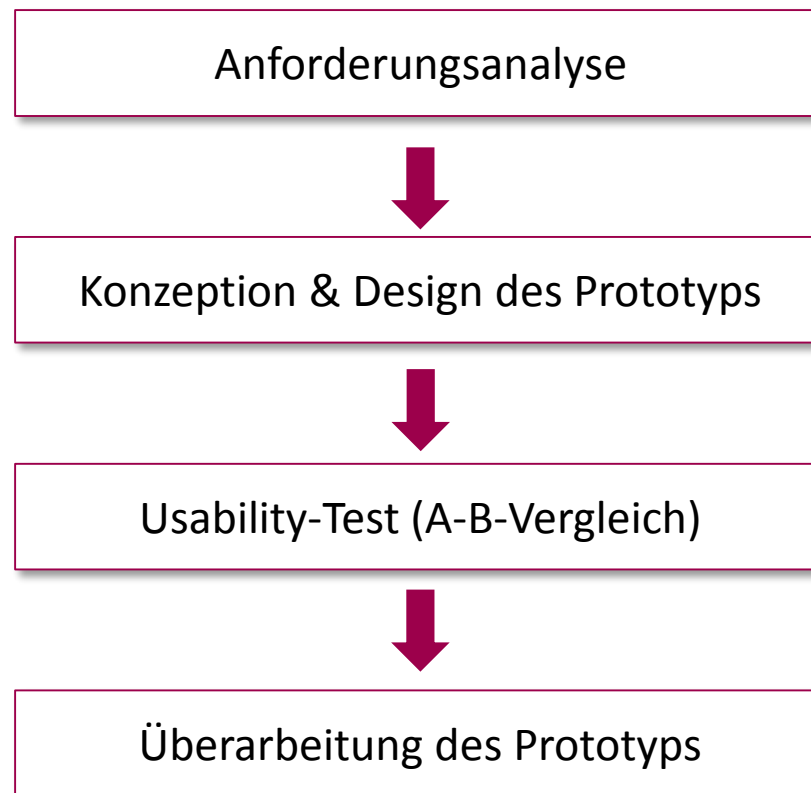 Anforderungsanalyse
Konzeption & Design des Prototyps
Usability-Test (A-B-Vergleich)
Überarbeitung des Prototyps